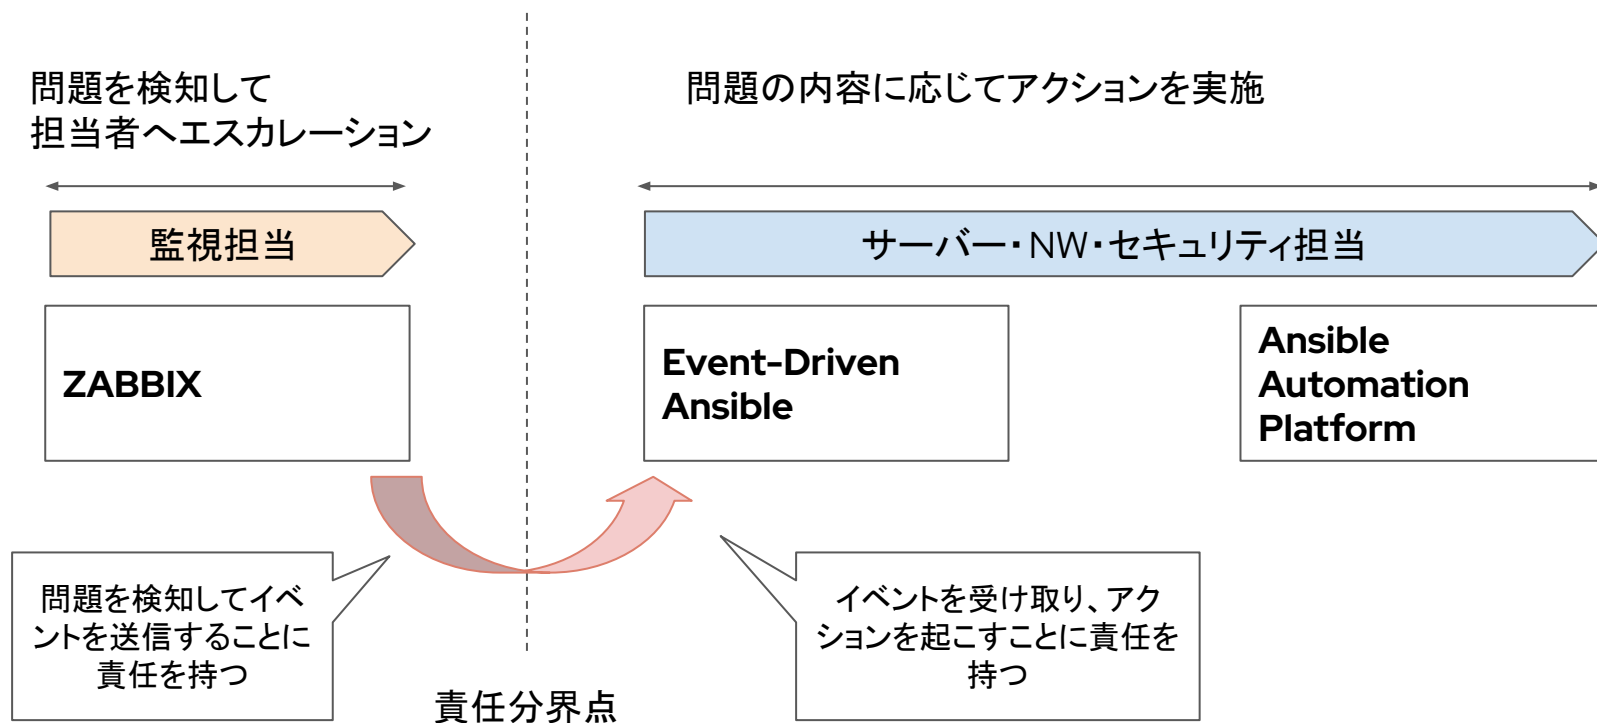 問題を検知して
担当者へエスカレーション
問題の内容に応じてアクションを実施
監視担当
サーバー・NW・セキュリティ担当
ZABBIX
Event-Driven
Ansible
Ansible
Automation
Platform
問題を検知してイベ
ントを送信することに
責任を持つ
イベントを受け取り、アク
ションを起こすことに責任を
持つ
責任分界点